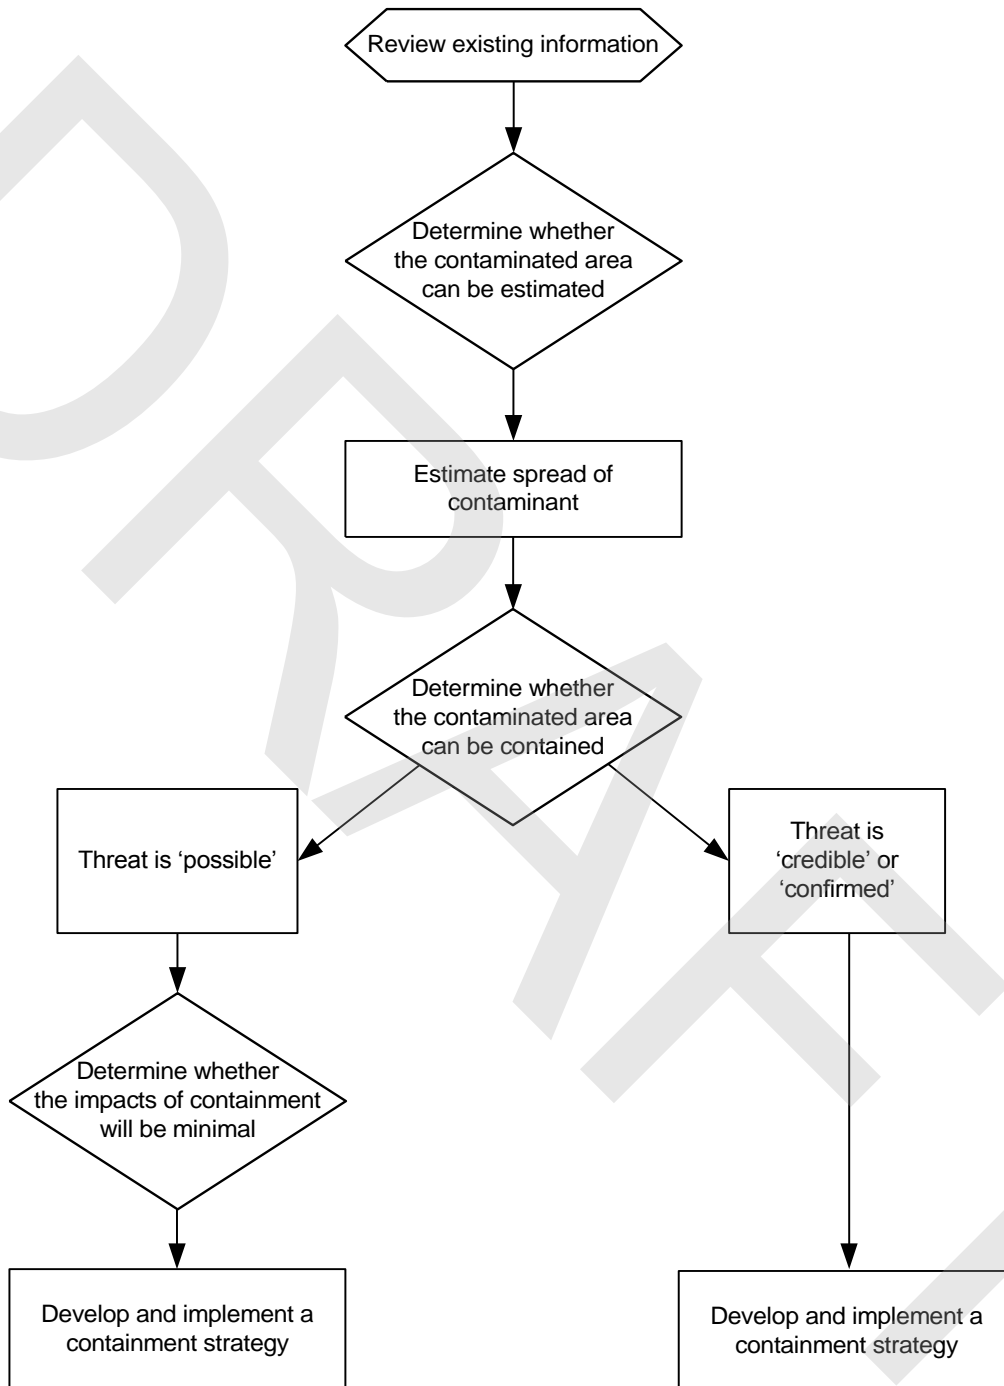 Review existing information
Determine whether
the contaminated area
can be estimated
Estimate spread of
contaminant
Determine whether
the contaminated area
can be contained
Threat is ‘possible’
Threat is
‘credible’ or
‘confirmed’
Determine whether
the impacts of containment
will be minimal
Develop and implement a
containment strategy
Develop and implement a
containment strategy
DRAFT